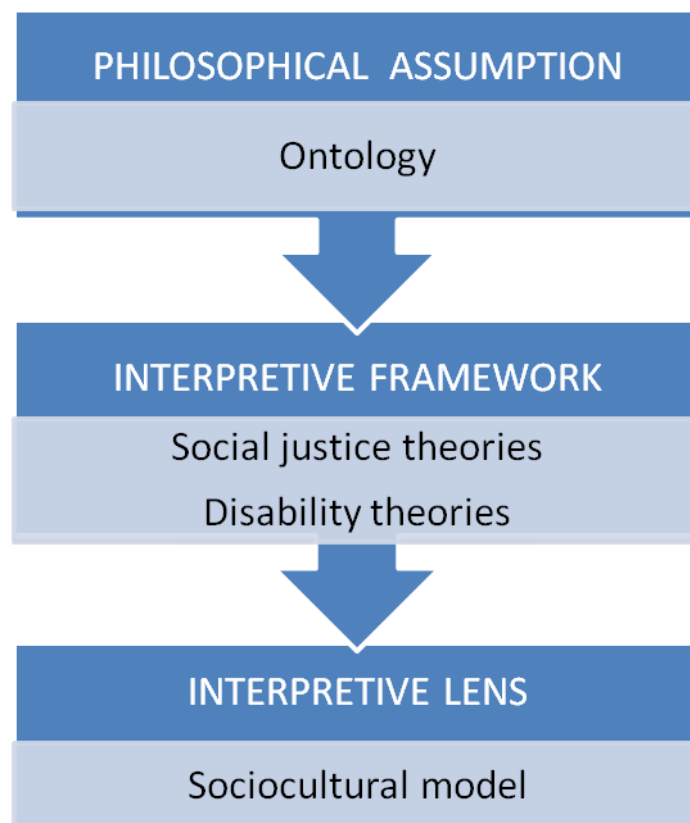 PHILOSOPHICAL ASSUMPTION
Ontology
INTERPRETIVE FRAMEWORK
Social justice theories
Disability theories
INTERPRETIVE LENS
Sociocultural model